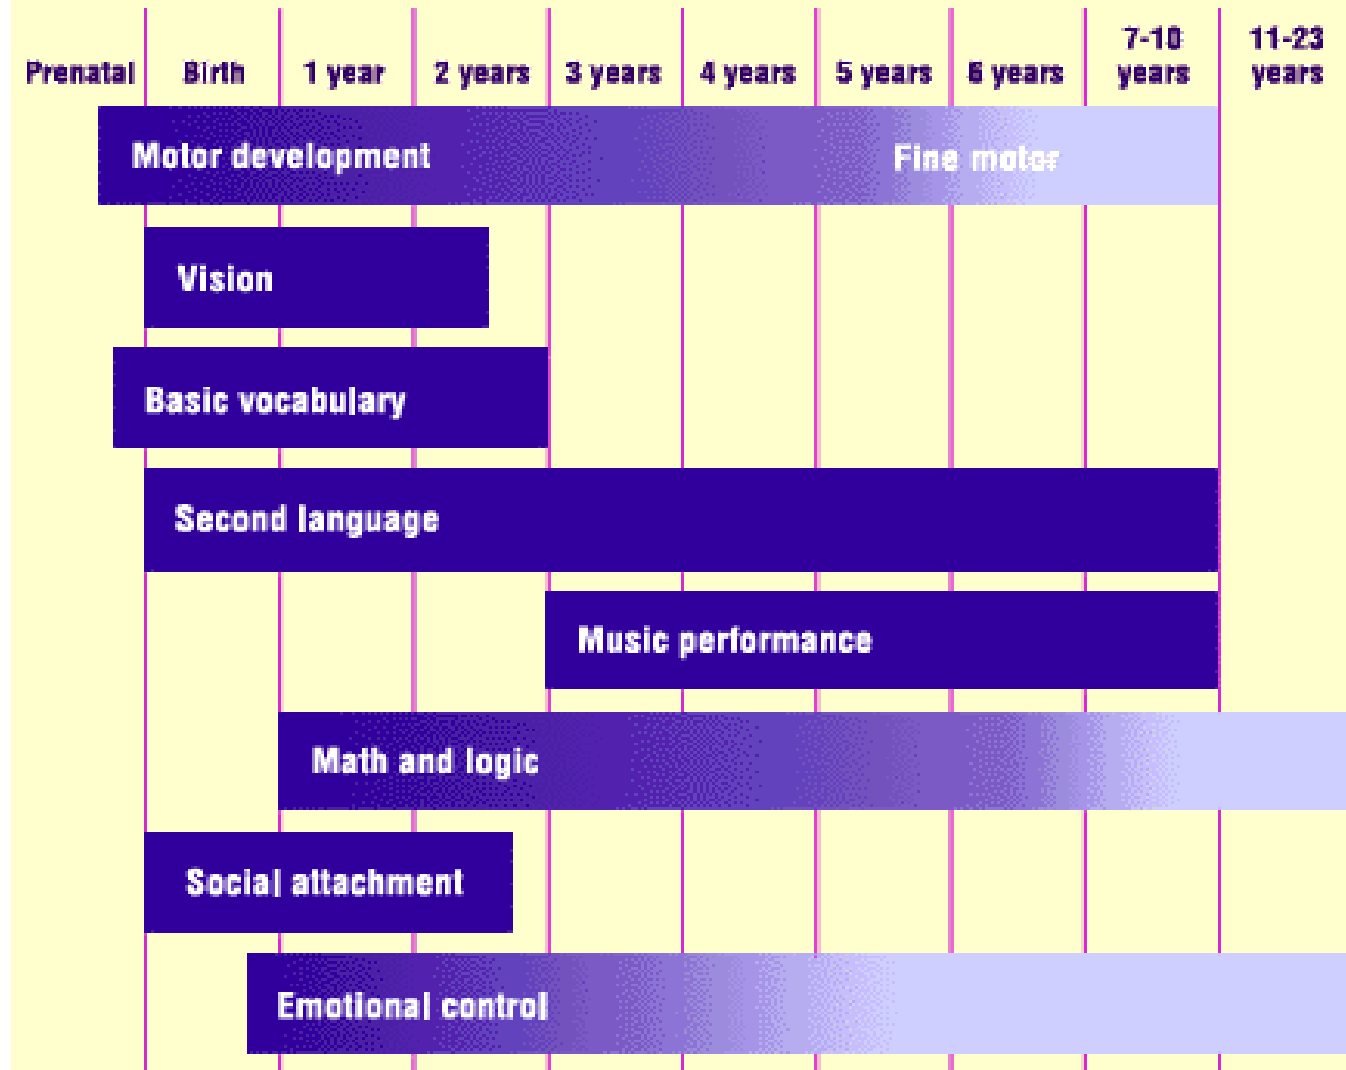 Prenatal Birth 1 year 2 years 3 years 4 years 5 years 6 years 7-10 years 11-23 years
Motor development Fine motor
Vision
Basic vocabulary
Second language
Music performance
Math and logic
Social attachment
Emotional control